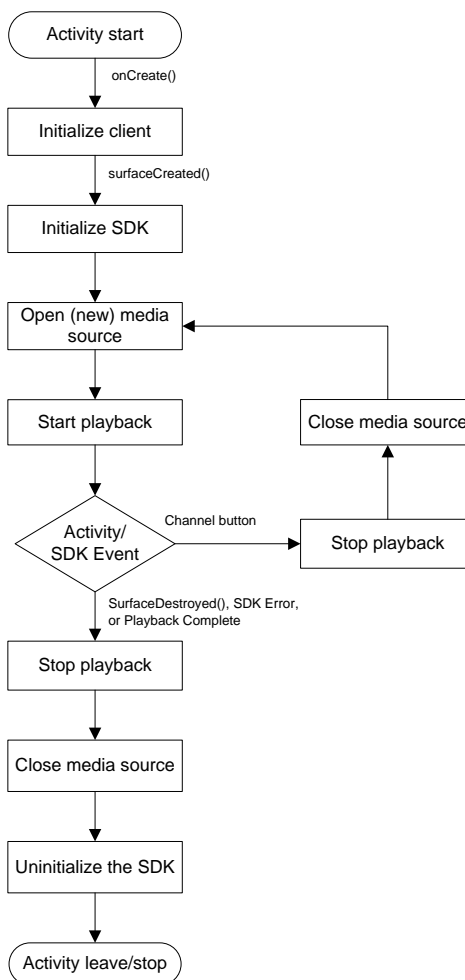 Activity start
onCreate()
Initialize client
surfaceCreated()
Initialize SDK
Open (new) media
source
Start playback
Close media source
Activity/
SDK Event
Channel button
Stop playback
SurfaceDestroyed(), SDK Error,
or Playback Complete
Stop playback
Close media source
Uninitialize the SDK
Activity leave/stop